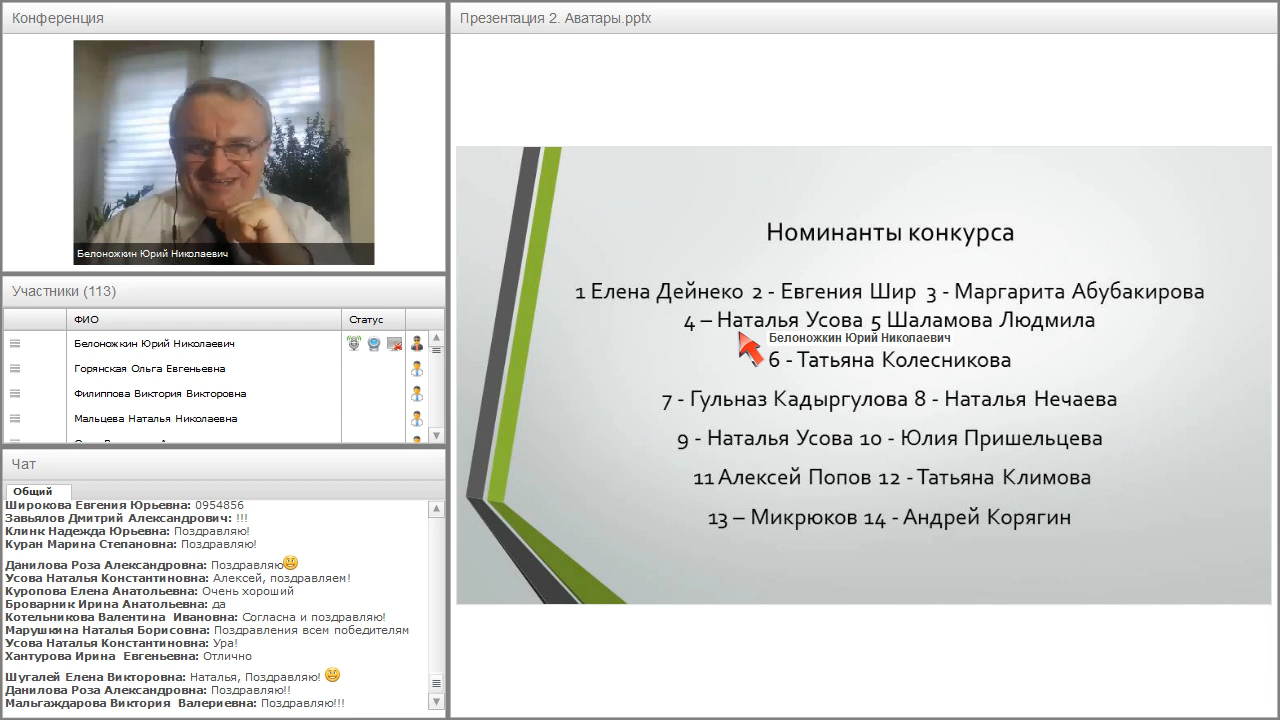 Конференция
Белоножкин Юрий Николаевич
Участники (113)
ФИО Статус
Белоножкин Юрий Николаевич
Горянская Ольга Евгеньевна
Филиппова Виктория Викторовна
Мальцева Наталья Николаевна
Чат
Общий
Широкова Евгения Юрьевна: 0954856
Завьялов Дмитрий Александрович: !!!
Клинк Надежда Юрьевна: Поздравляю!
Куран Марина Степановна: Поздравляю!
Данилова Роза Александровна: Поздравляю
Усова Наталья Константиновна: Алексей, поздравляем!
Куропова Елена Анатольевна: Очень хороший
Броварник Ирина Анатольевна: да
Котельникова Валентина Ивановна: Согласна и поздравляю!
Марушкина Наталья Борисовна: Поздравления всем победителям
Усова Наталья Константиновна: Ура!
Хантурова Ирина Евгеньевна: Отлично
Шугалей Елена Викторовна: Наталья, Поздравляю!
Данилова Роза Александровна: Поздравляю!!
Мальгаждарова Виктория Валериевна: Поздравляю!!!
Презентация 2. Аватары.pptx
Номинанты конкурса
1 Елена Дейнеко 2 - Евгения Шир 3 - Маргарита Абубакирова
4 – Наталья Усова 5 Шаламова Людмила
Белоножкин Юрий Николаевич
6 - Татьяна Колесникова
7 - Гульназ Кадыргулова 8 - Наталья Нечаева
9 - Наталья Усова 10 - Юлия Пришельцева
11 Алексей Попов 12 - Татьяна Климова
13 – Микрюков 14 - Андрей Корягин